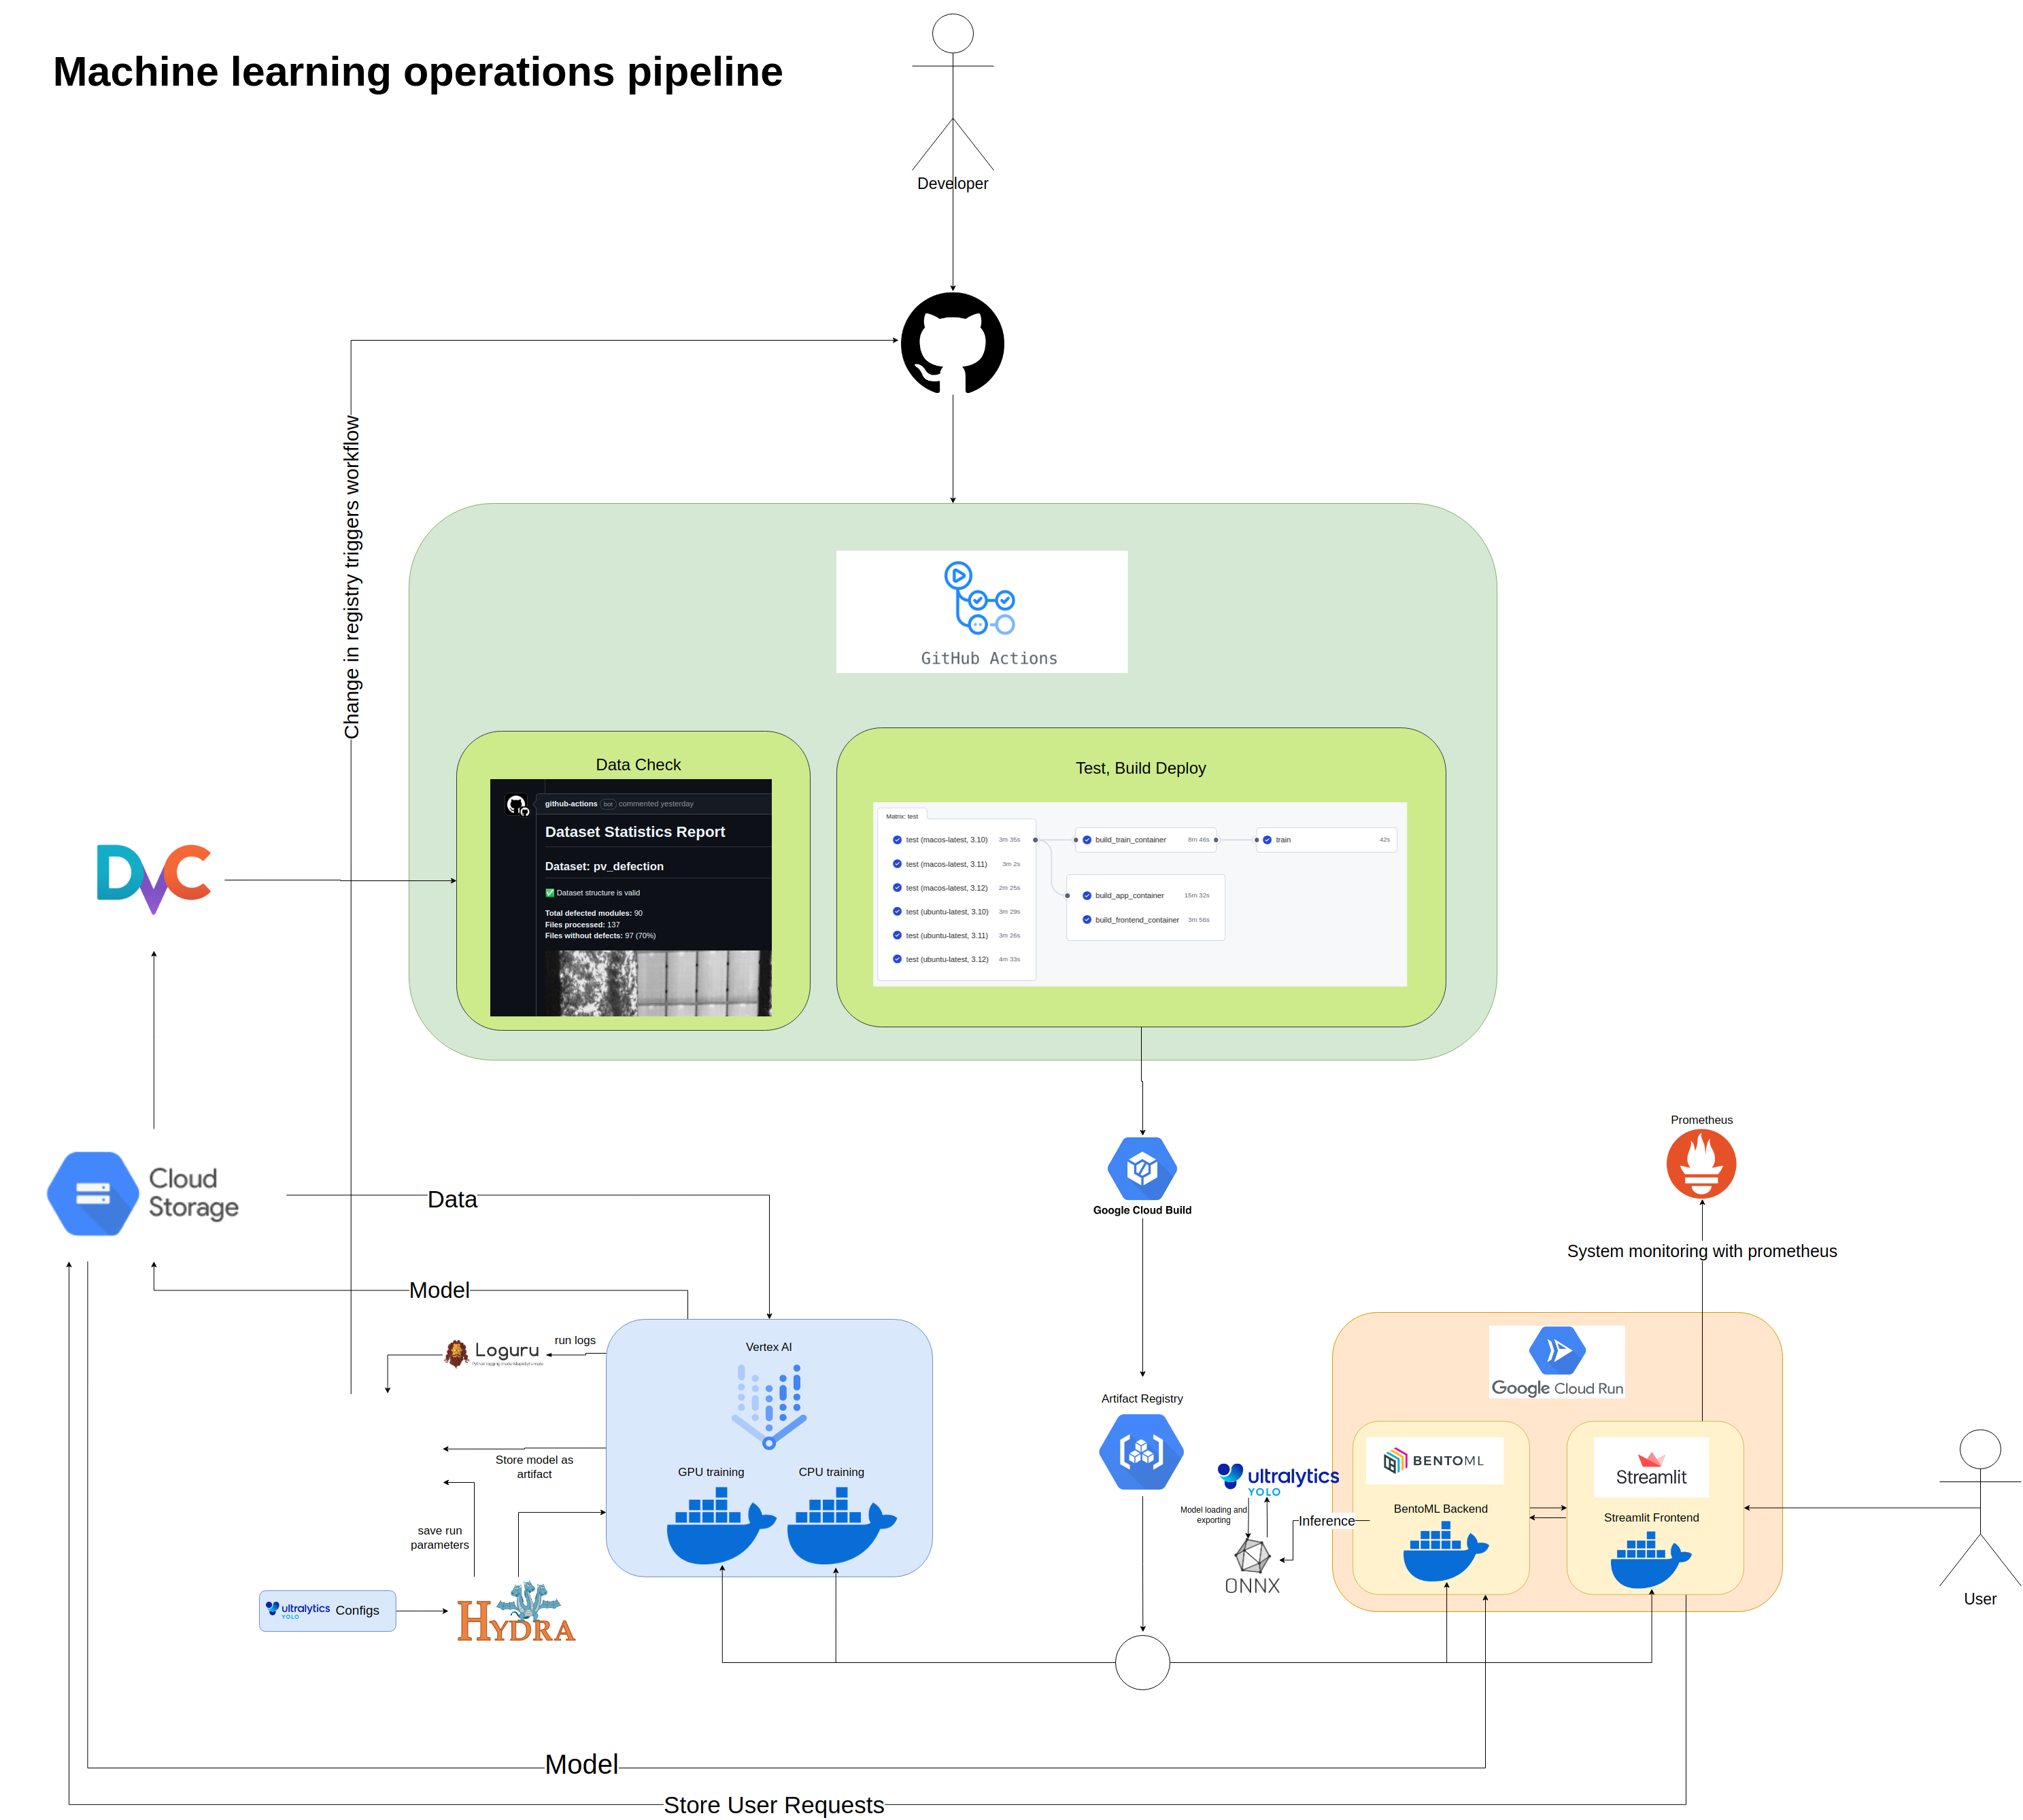 Machine learning operations pipeline
Developer
Change in registry triggers workflow
GitHub Actions
Data Check
github-actions bot commented yesterday
Dataset Statistics Report
Dataset: pv_defection
✅ Dataset structure is valid
Total defected modules: 90
Files processed: 137
Files without defects: 97 (70%)
Test, Build Deploy
Matrix: test
test (macos-latest, 3.10) 3m 35s
test (macos-latest, 3.11) 3m 2s
test (macos-latest, 3.12) 2m 25s
test (ubuntu-latest, 3.10) 3m 29s
test (ubuntu-latest, 3.11) 3m 26s
test (ubuntu-latest, 3.12) 4m 33s
build_train_container 8m 46s
train 42s
build_app_container 15m 32s
build_frontend_container 3m 56s
DVC
Cloud
Storage
Data
Model
Google Cloud Build
Prometheus
System monitoring with prometheus
Loguru
run logs
Vertex AI
GPU training
CPU training
Store model as
artifact
save run
parameters
ultralytics
YOLO
Configs
HYDRA
Artifact Registry
ultralytics
YOLO
Model loading and
exporting
Inference
ONNX
Google Cloud Run
BENTOML
BentoML Backend
Streamlit
Streamlit Frontend
User
Model
Store User Requests